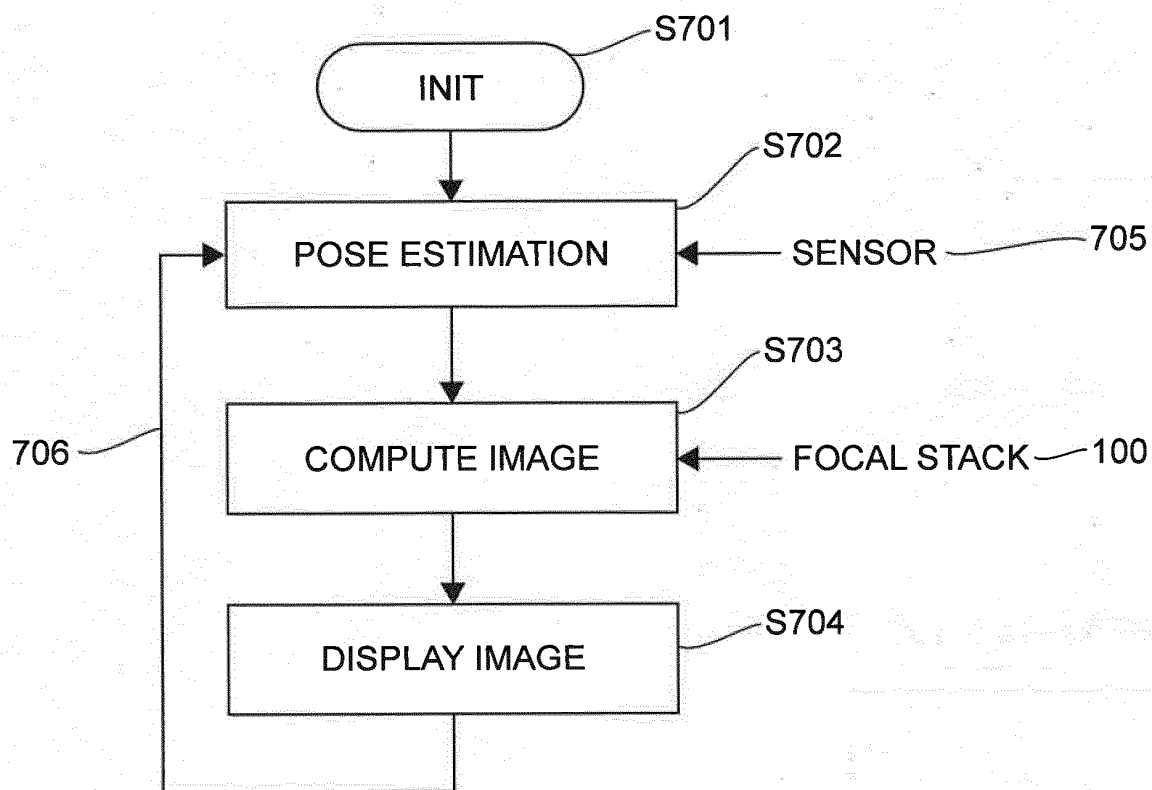 S701
INIT
S702
POSE ESTIMATION
SENSOR
705
S703
706
COMPUTE IMAGE
FOCAL STACK
100
S704
DISPLAY IMAGE